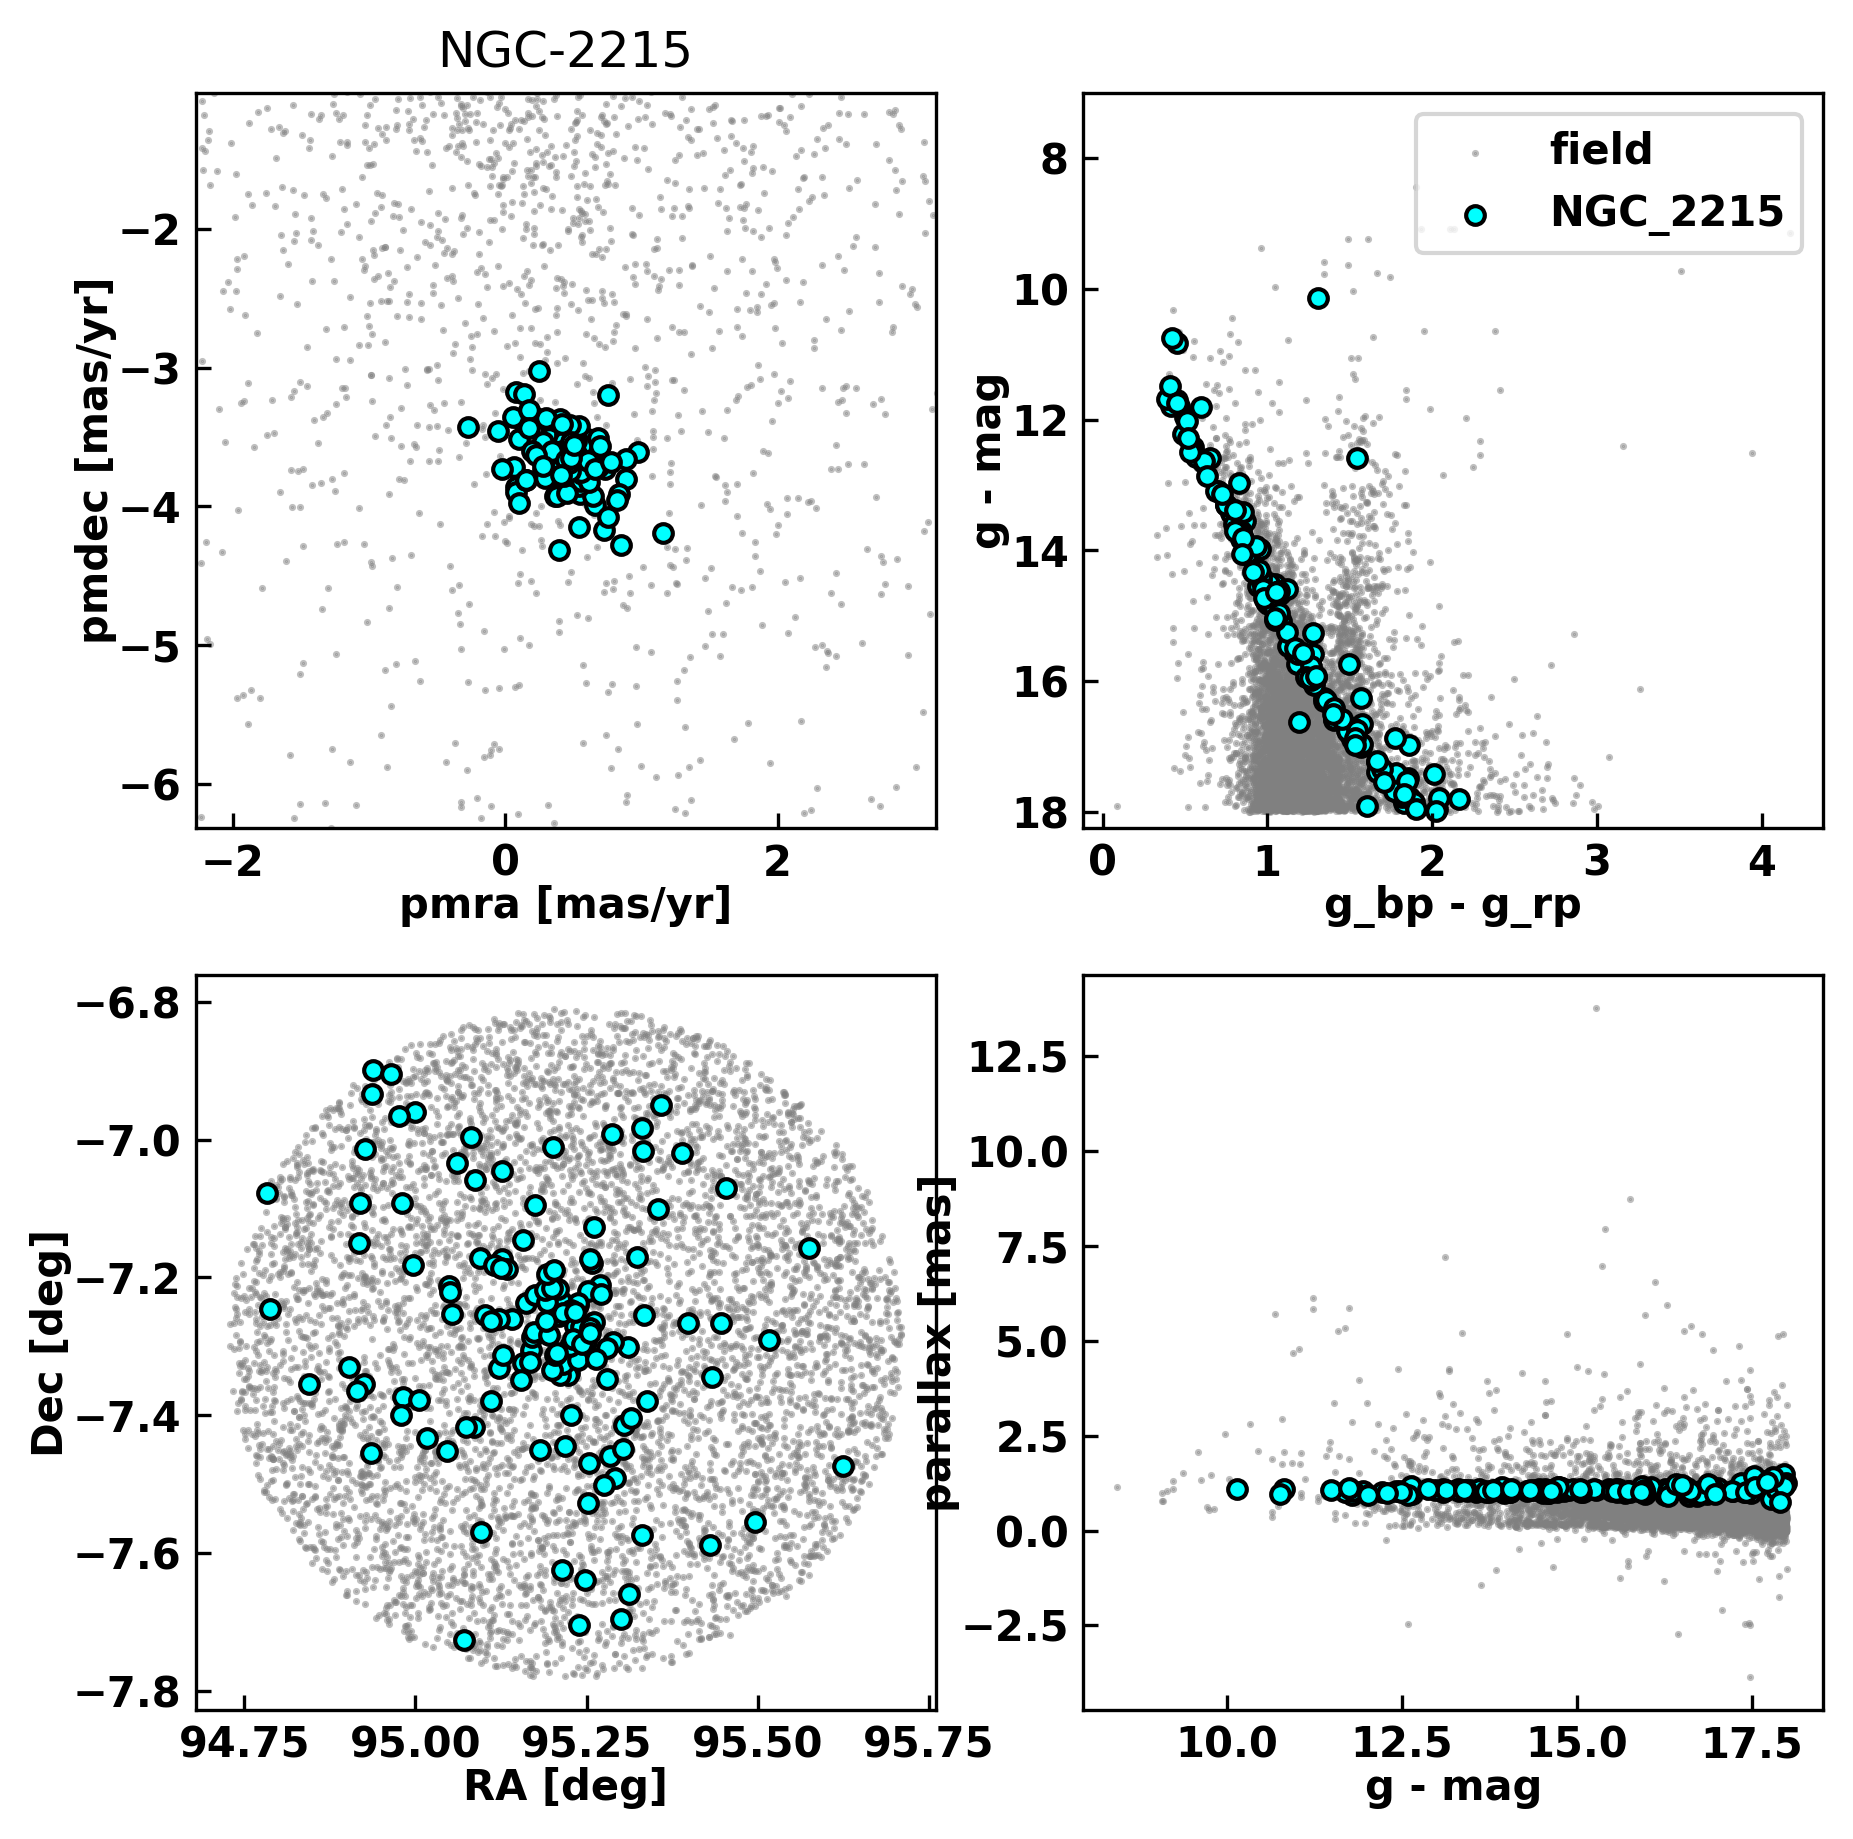 NGC-2215
−2
−3
−4
−5
−6
pmdec [mas/yr]
−2 0 2
pmra [mas/yr]
field
NGC_2215
8
10
12
14
16
18
g - mag
0 1 2 3 4
g_bp - g_rp
−6.8
−7.0
−7.2
−7.4
−7.6
−7.8
Dec [deg]
94.75 95.00 95.25 95.50 95.75
RA [deg]
12.5
10.0
7.5
5.0
2.5
0.0
−2.5
parallax [mas]
10.0 12.5 15.0 17.5
g - mag